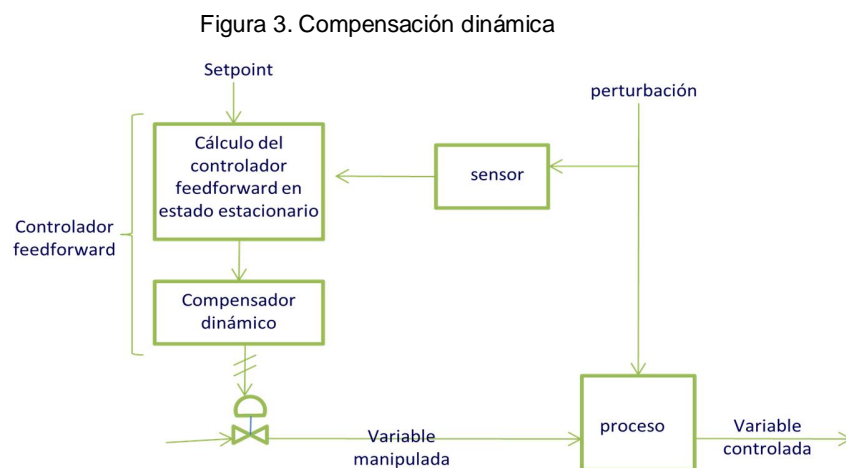 Figura 3. Compensación dinámica
Setpoint
perturbación
Cálculo del
controlador
feedforward en
estado estacionario
sensor
Controlador
feedforward
Compensador
dinámico
proceso
Variable
manipulada
Variable
controlada